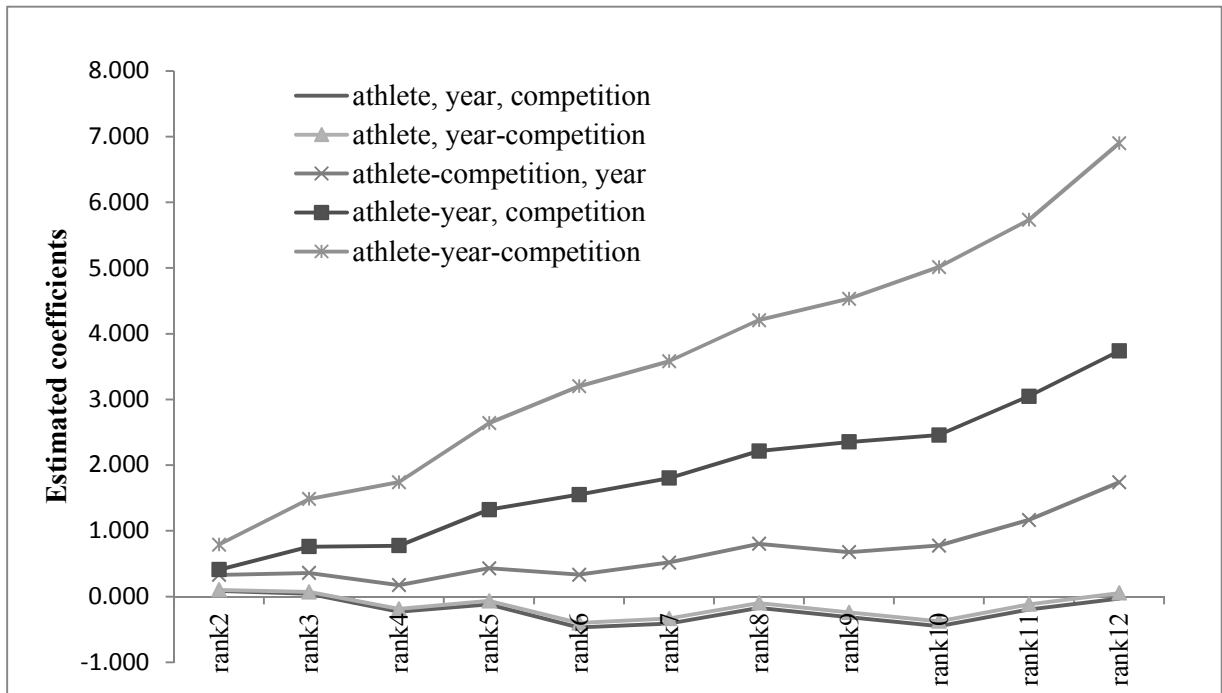 8.000
7.000
6.000
5.000
4.000
3.000
2.000
1.000
0.000
-1.000
Estimated coefficients
athlete, year, competition
athlete, year-competition
athlete-competition, year
athlete-year, competition
athlete-year-competition
rank2
rank3
rank4
rank5
rank6
rank7
rank8
rank9
rank10
rank11
rank12